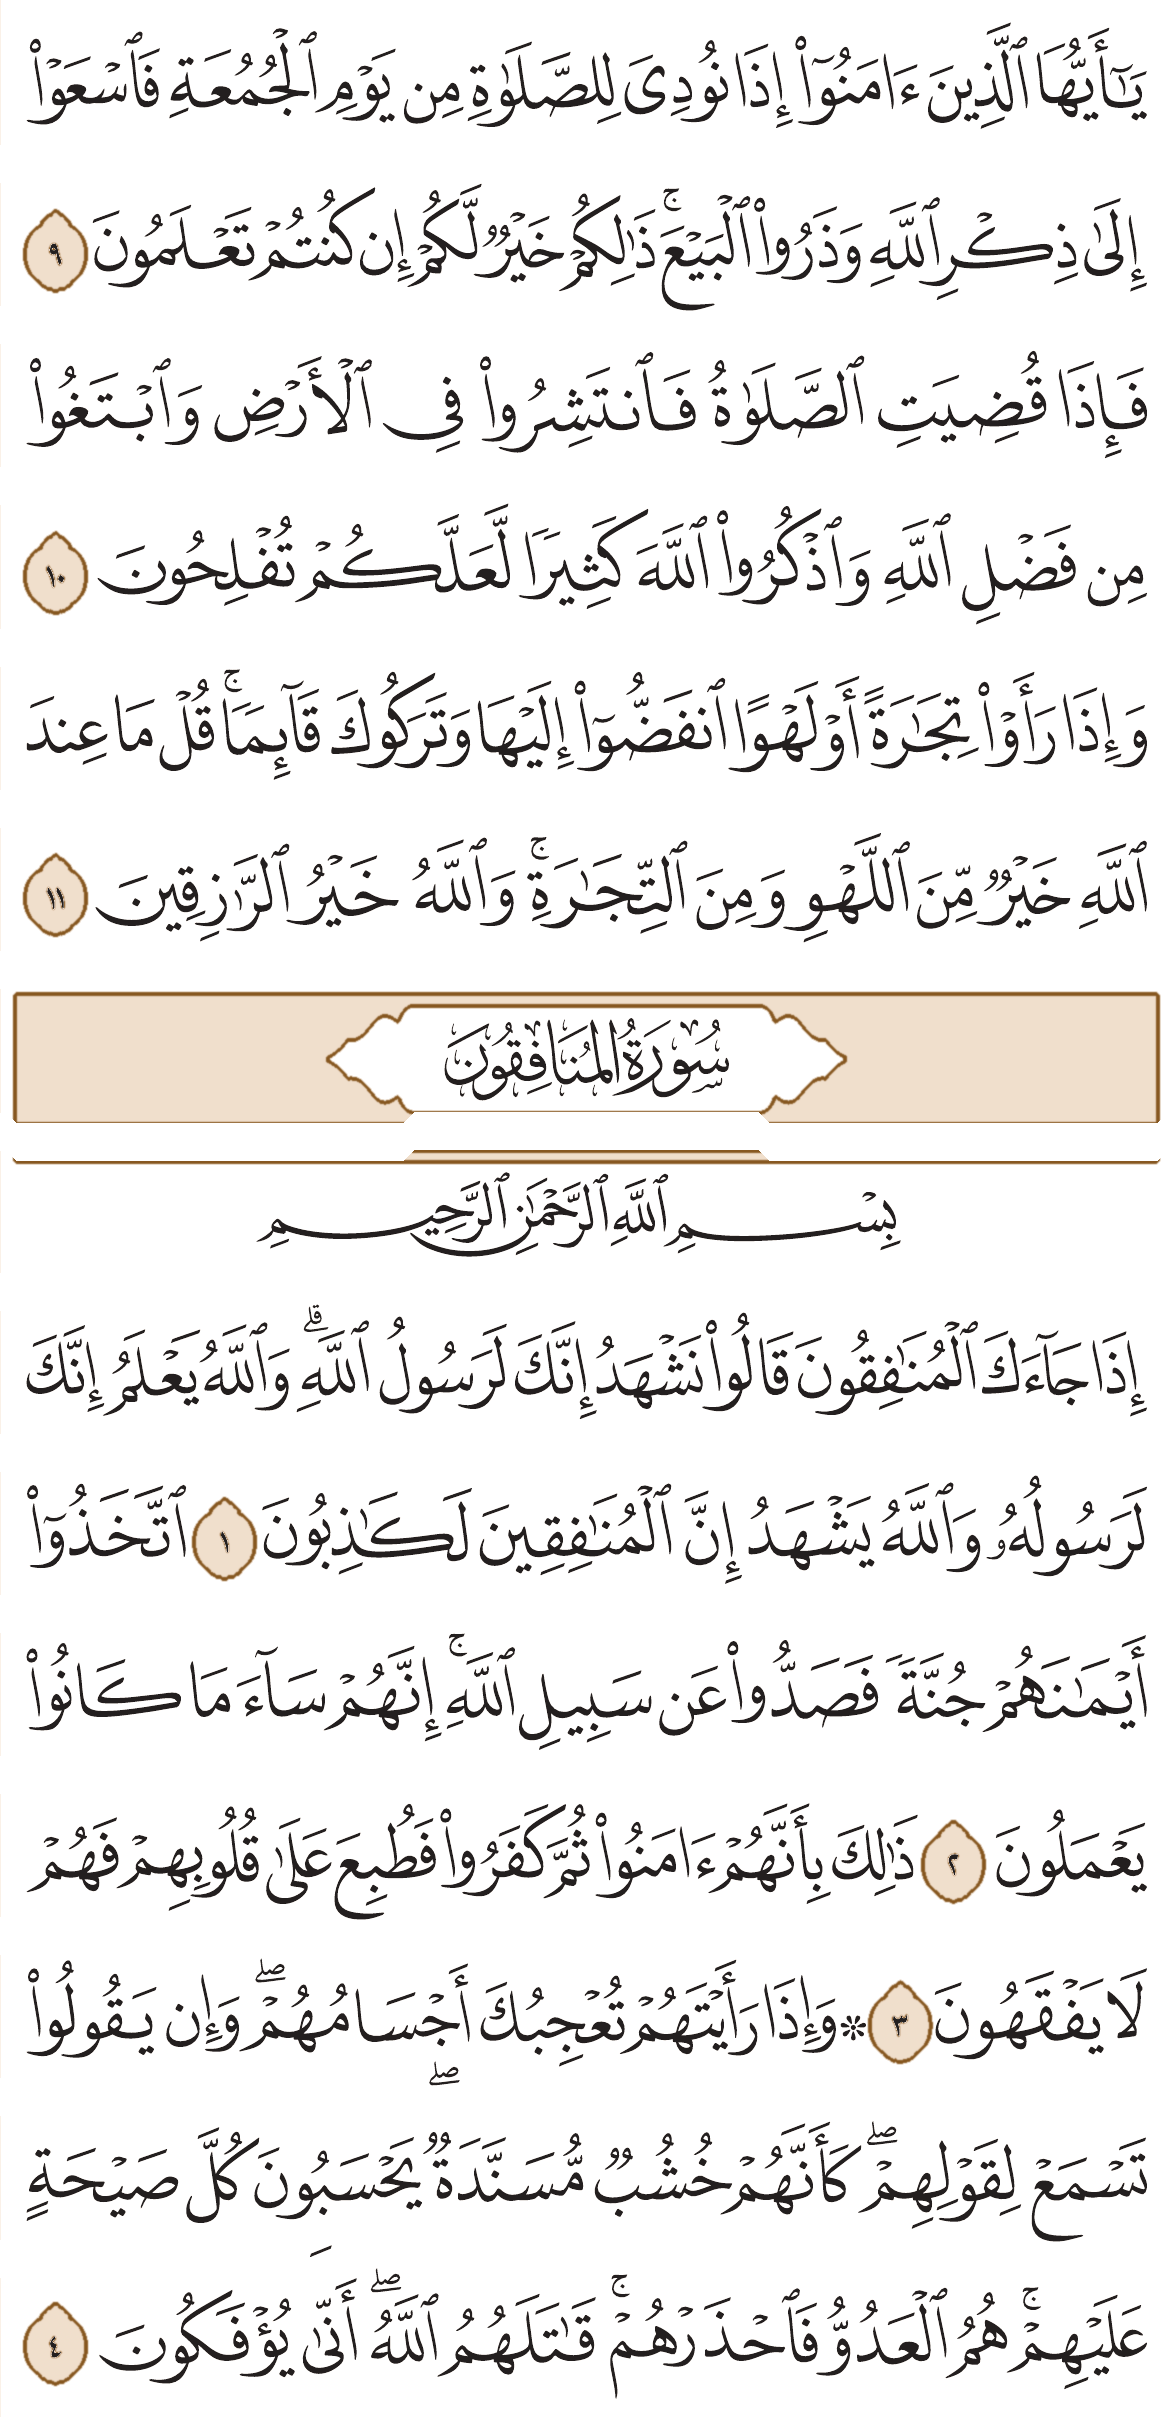 يَـٰٓأَيُّهَا ٱلَّذِينَ ءَامَنُوٓا۟ إِذَا نُودِىَ لِلصَّلَوٰةِ مِن يَوْمِ ٱلْجُمُعَةِ فَٱسْعَوْا۟
إِلَىٰ ذِكْرِ ٱللَّهِ وَذَرُوا۟ ٱلْبَيْعَ ۚ ذَٰلِكُمْ خَيْرٌ لَّكُمْ إِن كُنتُمْ تَعْلَمُونَ ٩
فَإِذَا قُضِيَتِ ٱلصَّلَوٰةُ فَٱنتَشِرُوا۟ فِى ٱلْأَرْضِ وَٱبْتَغُوا۟
مِن فَضْلِ ٱللَّهِ وَٱذْكُرُوا۟ ٱللَّهَ كَثِيرًا لَّعَلَّكُمْ تُفْلِحُونَ ١٠
وَإِذَا رَأَوْا۟ تِجَـٰرَةً أَوْ لَهْوًا ٱنفَضُّوٓا۟ إِلَيْهَا وَتَرَكُوكَ قَآئِمًا ۚ قُلْ مَا عِندَ
ٱللَّهِ خَيْرٌ مِّنَ ٱللَّهْوِ وَمِنَ ٱلتِّجَـٰرَةِ ۚ وَٱللَّهُ خَيْرُ ٱلرَّٰزِقِينَ ١١
سُورَةُ المُنَافِقُونَ
بِسْمِ ٱللَّهِ ٱلرَّحْمَـٰنِ ٱلرَّحِيمِ
إِذَا جَآءَكَ ٱلْمُنَـٰفِقُونَ قَالُوا۟ نَشْهَدُ إِنَّكَ لَرَسُولُ ٱللَّهِ ۗ وَٱللَّهُ يَعْلَمُ إِنَّكَ
لَرَسُولُهُۥ وَٱللَّهُ يَشْهَدُ إِنَّ ٱلْمُنَـٰفِقِينَ لَكَـٰذِبُونَ ١ ٱتَّخَذُوٓا۟
أَيْمَـٰنَهُمْ جُنَّةً فَصَدُّوا۟ عَن سَبِيلِ ٱللَّهِ ۚ إِنَّهُمْ سَآءَ مَا كَانُوا۟
يَعْمَلُونَ ٢ ذَٰلِكَ بِأَنَّهُمْ ءَامَنُوا۟ ثُمَّ كَفَرُوا۟ فَطُبِعَ عَلَىٰ قُلُوبِهِمْ فَهُمْ
لَا يَفْقَهُونَ ٣ ۞ وَإِذَا رَأَيْتَهُمْ تُعْجِبُكَ أَجْسَامُهُمْ ۖ وَإِن يَقُولُوا۟
تَسْمَعْ لِقَوْلِهِمْ ۖ كَأَنَّهُمْ خُشُبٌ مُّسَنَّدَةٌ ۖ يَحْسَبُونَ كُلَّ صَيْحَةٍ
عَلَيْهِمْ ۚ هُمُ ٱلْعَدُوُّ فَٱحْذَرْهُمْ ۚ قَـٰتَلَهُمُ ٱللَّهُ ۖ أَنَّىٰ يُؤْفَكُونَ ٤